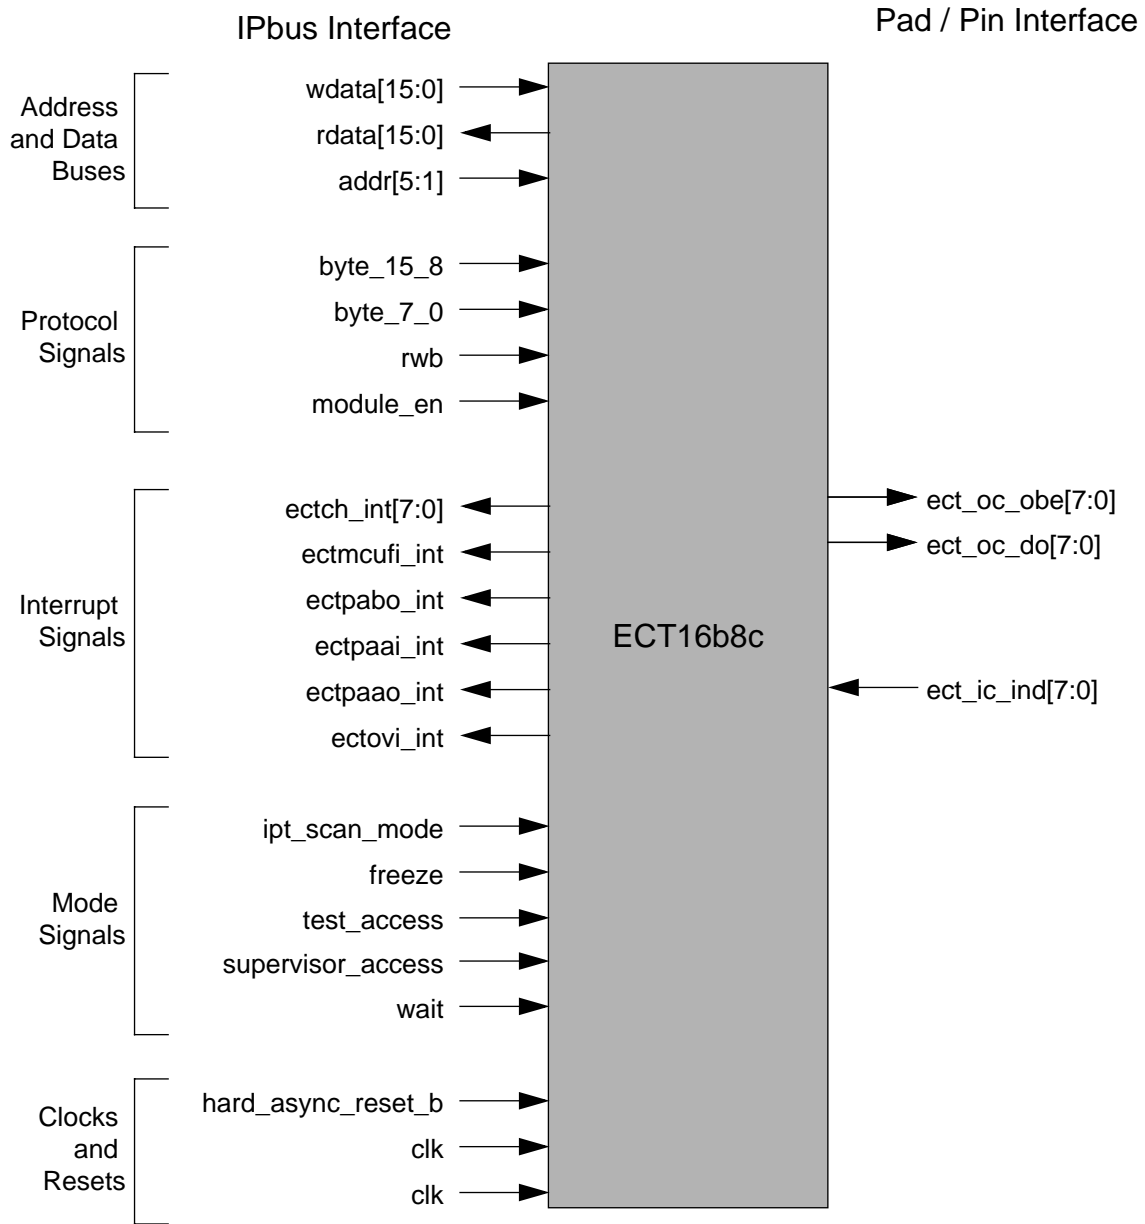 IPbus Interface
Pad / Pin Interface
Address
and Data
Buses
wdata[15:0]
rdata[15:0]
addr[5:1]
Protocol
Signals
byte_15_8
byte_7_0
rwb
module_en
Interrupt
Signals
ectch_int[7:0]
ectmcufi_int
ectpabo_int
ectpaai_int
ectpaao_int
ectovi_int
ECT16b8c
ect_oc_obe[7:0]
ect_oc_do[7:0]
ect_ic_ind[7:0]
Mode
Signals
ipt_scan_mode
freeze
test_access
supervisor_access
wait
Clocks
and
Resets
hard_async_reset_b
clk
clk